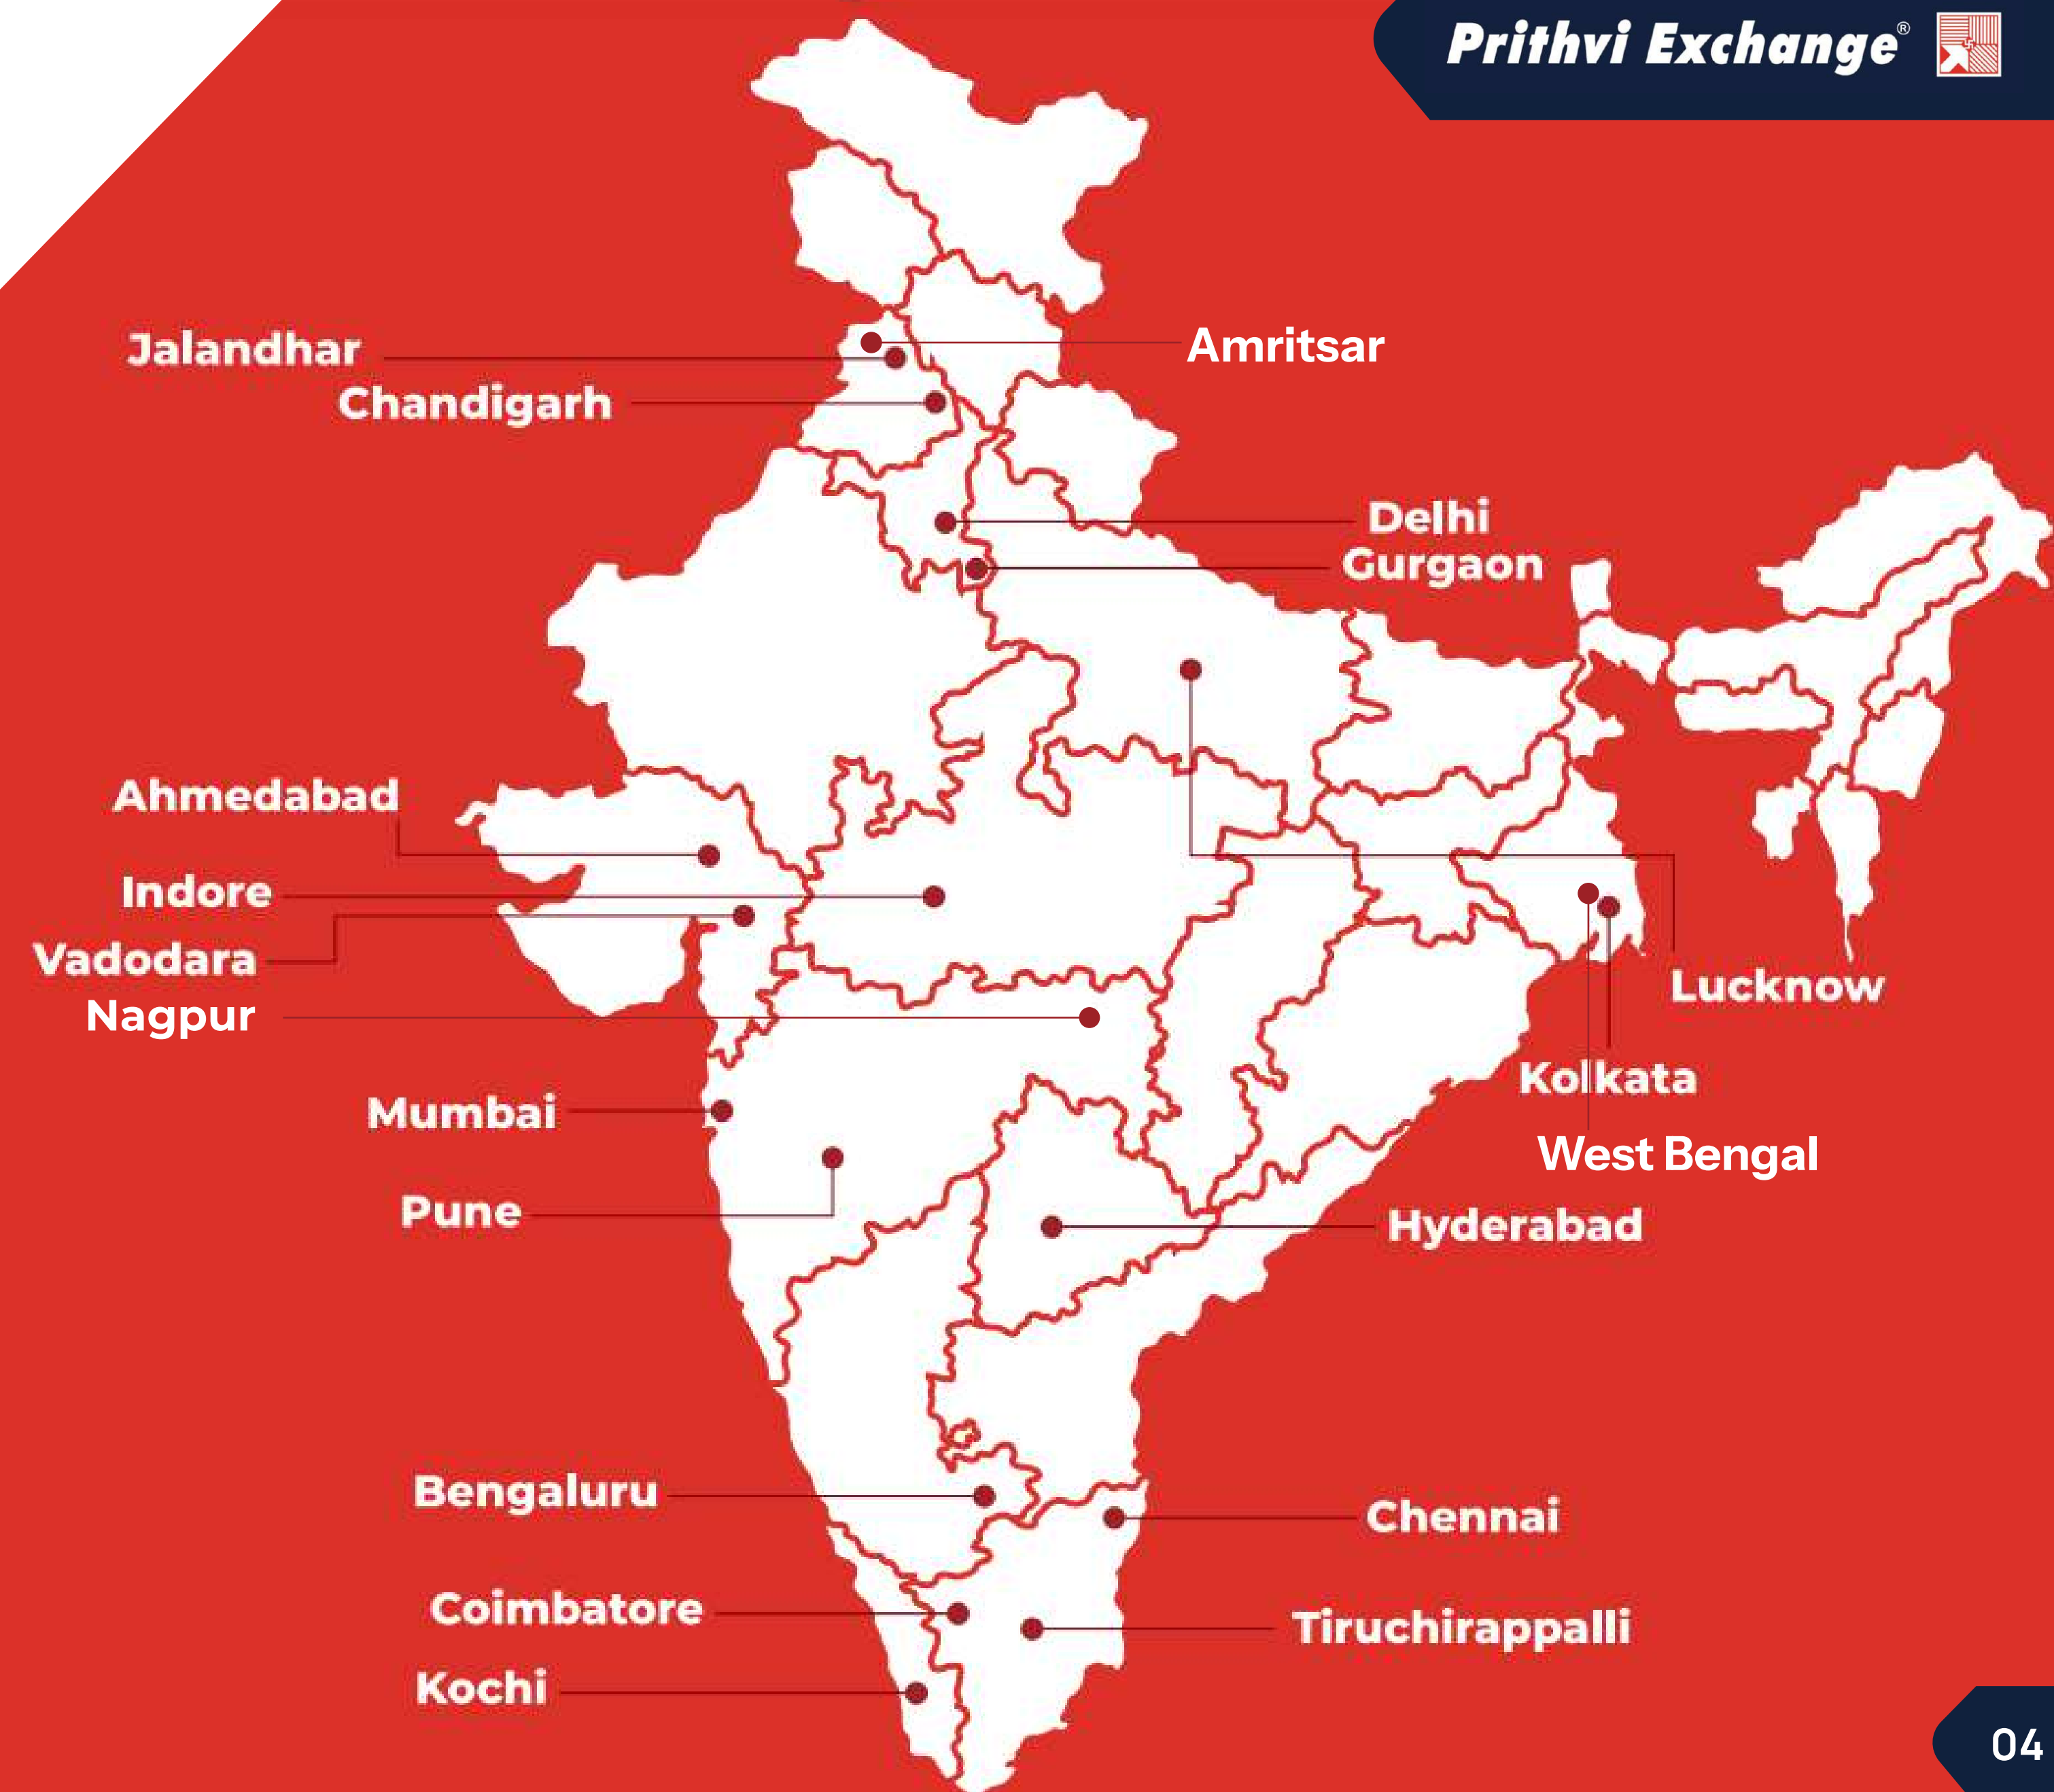 Prithvi Exchange®
Jalandhar
Amritsar
Chandigarh
Delhi
Gurgaon
Ahmedabad
Indore
Vadodara
Lucknow
Nagpur
Kolkata
Mumbai
West Bengal
Pune
Hyderabad
Bengaluru
Chennai
Coimbatore
Tiruchirappalli
Kochi
04